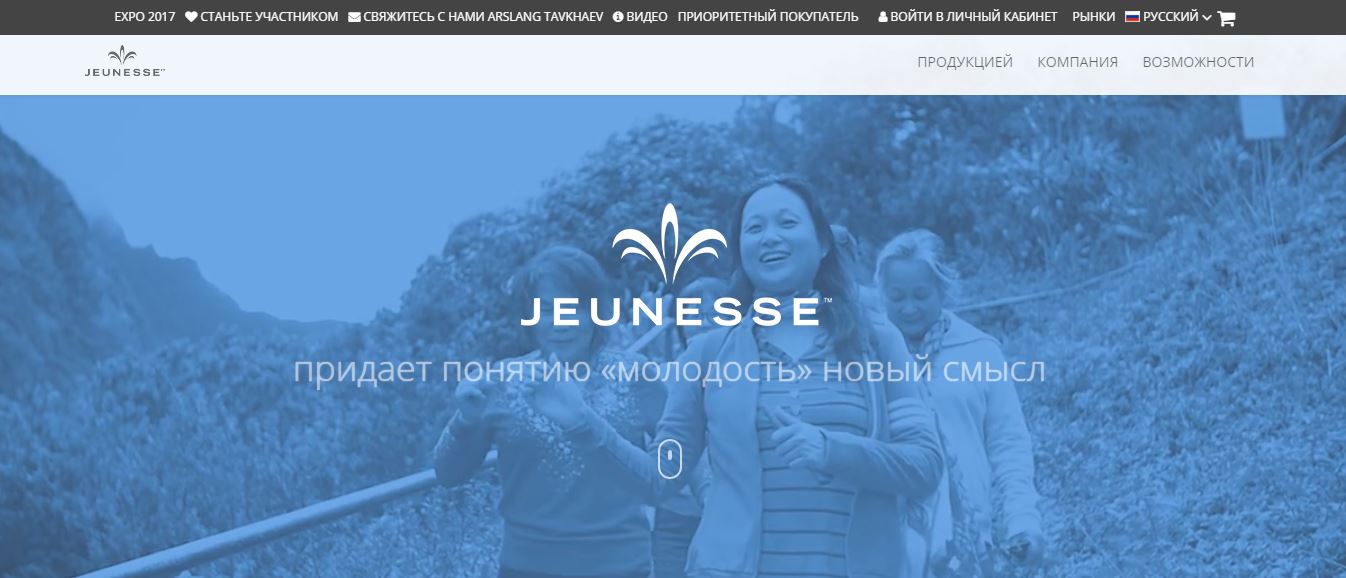 EXPO 2017 СТАНЬТЕ УЧАСТНИКОМ СВЯЖИТЕСЬ С НАМИ ARSLANG TAVKHAEV ВИДЕО ПРИОРИТЕТНЫЙ ПОКУПАТЕЛЬ ВОЙТИ В ЛИЧНЫЙ КАБИНЕТ РЫНКИ РУССКИЙ
JEUNESSE™ ПРОДУКЦИЕЙ КОМПАНИЯ ВОЗМОЖНОСТИ
JEUNESSE™
придает понятию «молодость» новый смысл